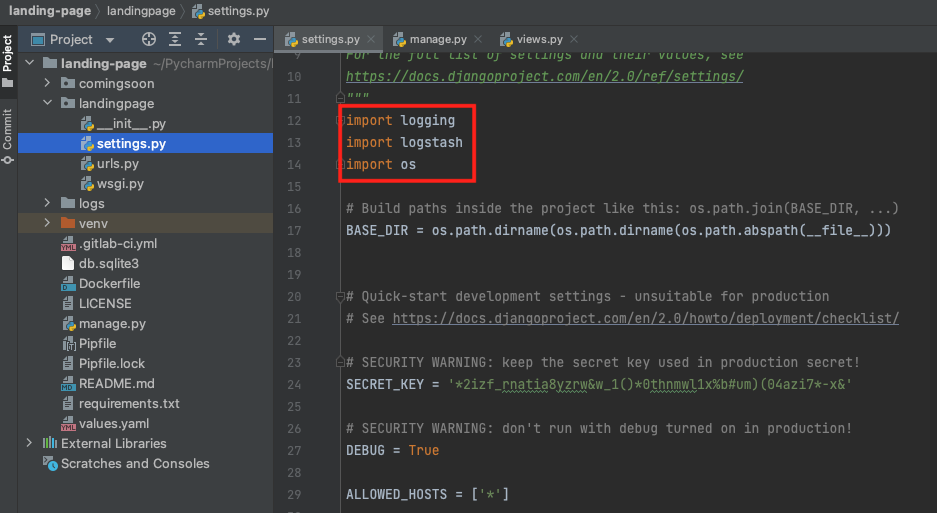 landing-page landingpage settings.py
Project
Commit
Project
landing-page ~/PycharmProjects/
comingsoon
landingpage
__init__.py
settings.py
urls.py
wsgi.py
logs
venv
.gitlab-ci.yml
db.sqlite3
Dockerfile
LICENSE
manage.py
Pipfile
Pipfile.lock
README.md
requirements.txt
values.yaml
External Libraries
Scratches and Consoles
settings.py manage.py views.py
9 For the full list of settings and their values, see
10 https://docs.djangoproject.com/en/2.0/ref/settings/
11 """
12 import logging
13 import logstash
14 import os
15
16 # Build paths inside the project like this: os.path.join(BASE_DIR, ...)
17 BASE_DIR = os.path.dirname(os.path.dirname(os.path.abspath(__file__)))
18
19
20 # Quick-start development settings - unsuitable for production
21 # See https://docs.djangoproject.com/en/2.0/howto/deployment/checklist/
22
23 # SECURITY WARNING: keep the secret key used in production secret!
24 SECRET_KEY = '*2izf_rnatia8yzrw&w_1()*0thnmwl1x%b#um)(04azi7*-x&'
25
26 # SECURITY WARNING: don't run with debug turned on in production!
27 DEBUG = True
28
29 ALLOWED_HOSTS = ['*']